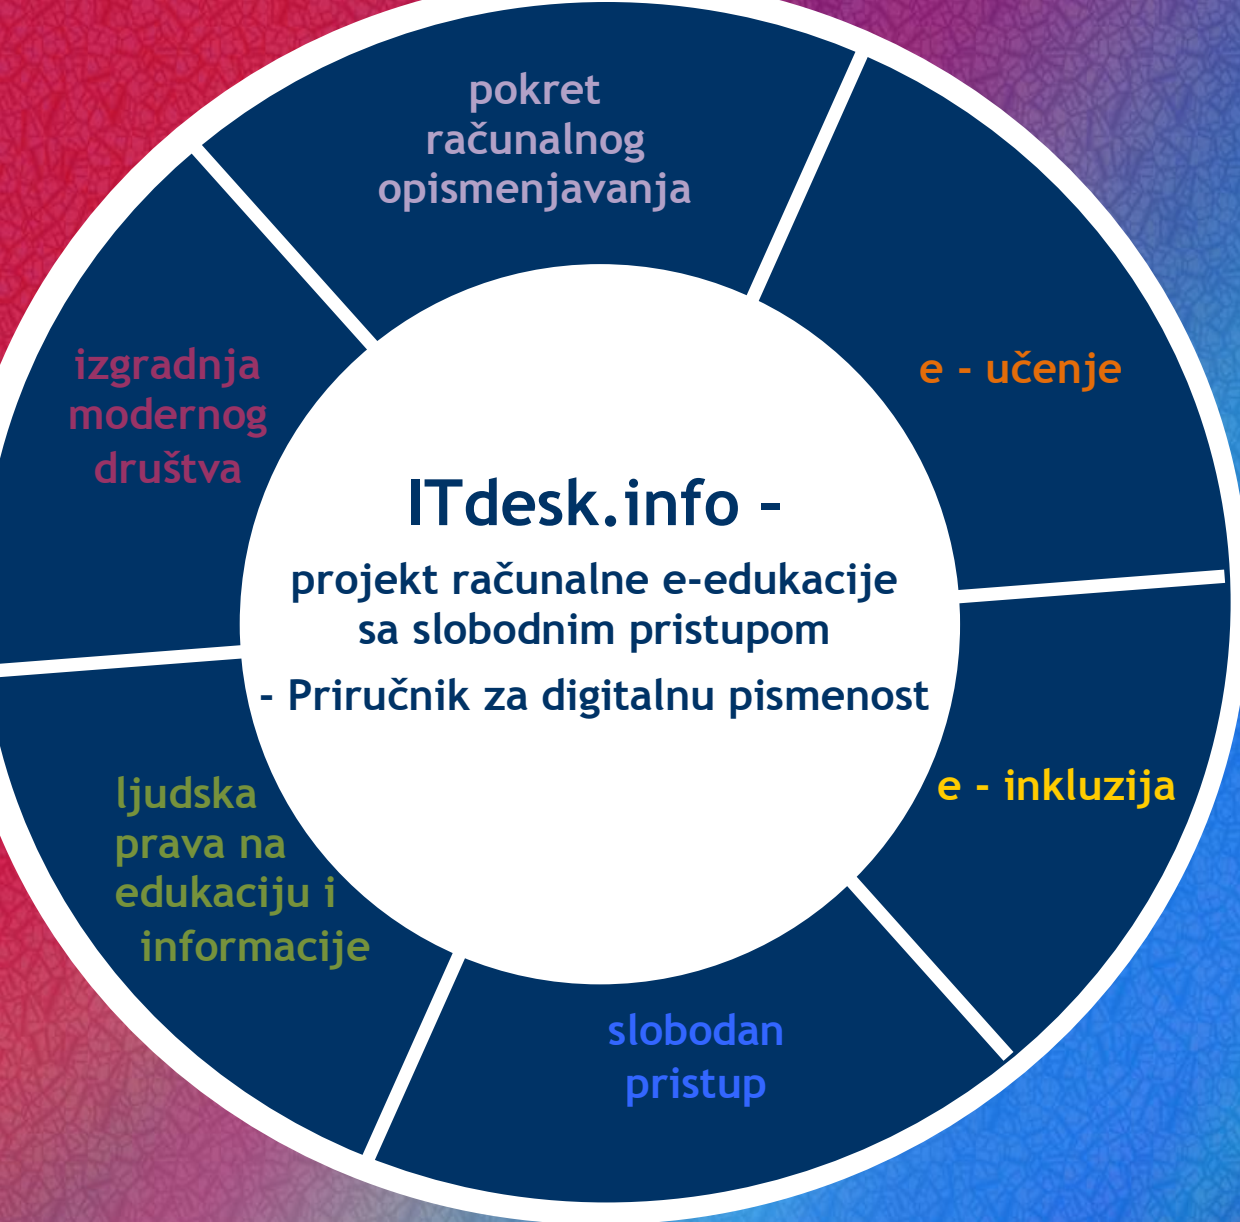 pokret
računalnog
opismenjavanja
e - učenje
izgradnja
modernog
društva
ITdesk.info –
projekt računalne e-edukacije
sa slobodnim pristupom
- Priručnik za digitalnu pismenost
e - inkluzija
ljudska
prava na
edukaciju i
informacije
slobodan
pristup